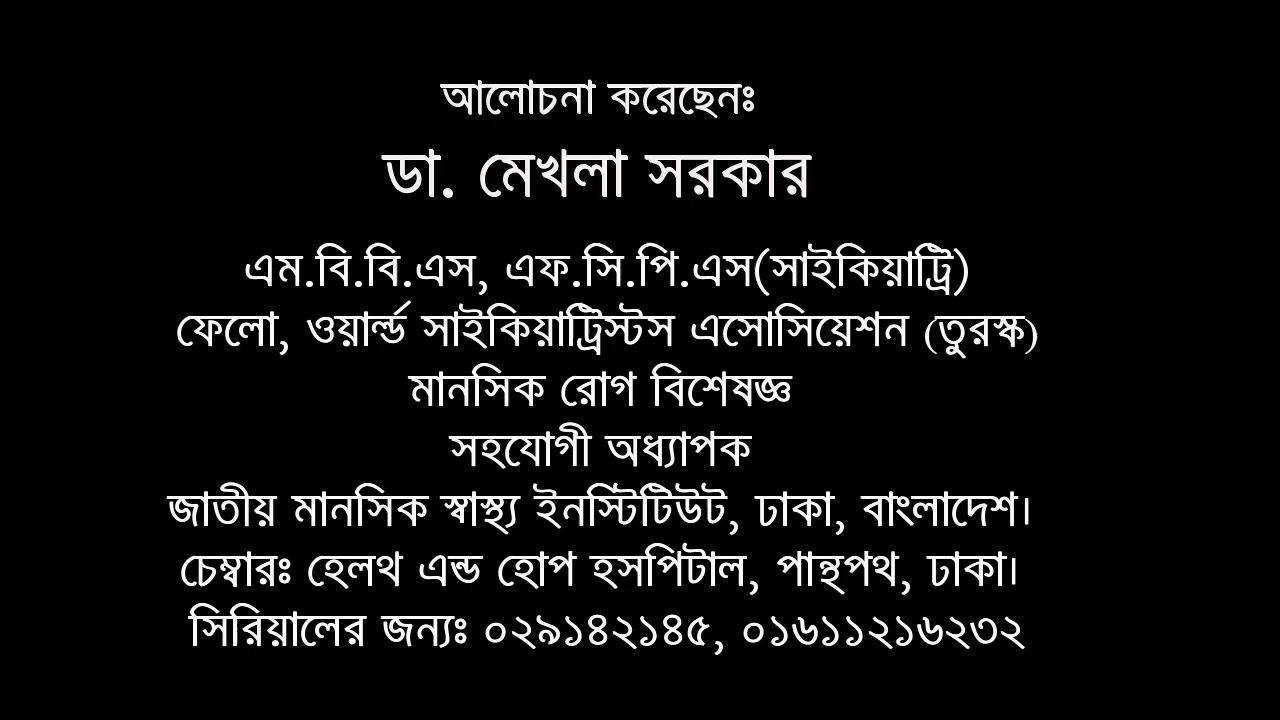 আলোচনা করেছেনঃ
ডা. মেখলা সরকার
এম.বি.বি.এস, এফ.সি.পি.এস(সাইকিয়াট্রি)
ফেলো, ওয়ার্ল্ড সাইকিয়াট্রিস্টস এসোসিয়েশন (তুরস্ক)
মানসিক রোগ বিশেষজ্ঞ
সহযোগী অধ্যাপক
জাতীয় মানসিক স্বাস্থ্য ইনস্টিটিউট, ঢাকা, বাংলাদেশ।
চেম্বারঃ হেলথ এন্ড হোপ হসপিটাল, পান্থপথ, ঢাকা।
সিরিয়ালের জন্যঃ ০২৯১৪২১৪৫, ০১৬১১২১৬২৩২